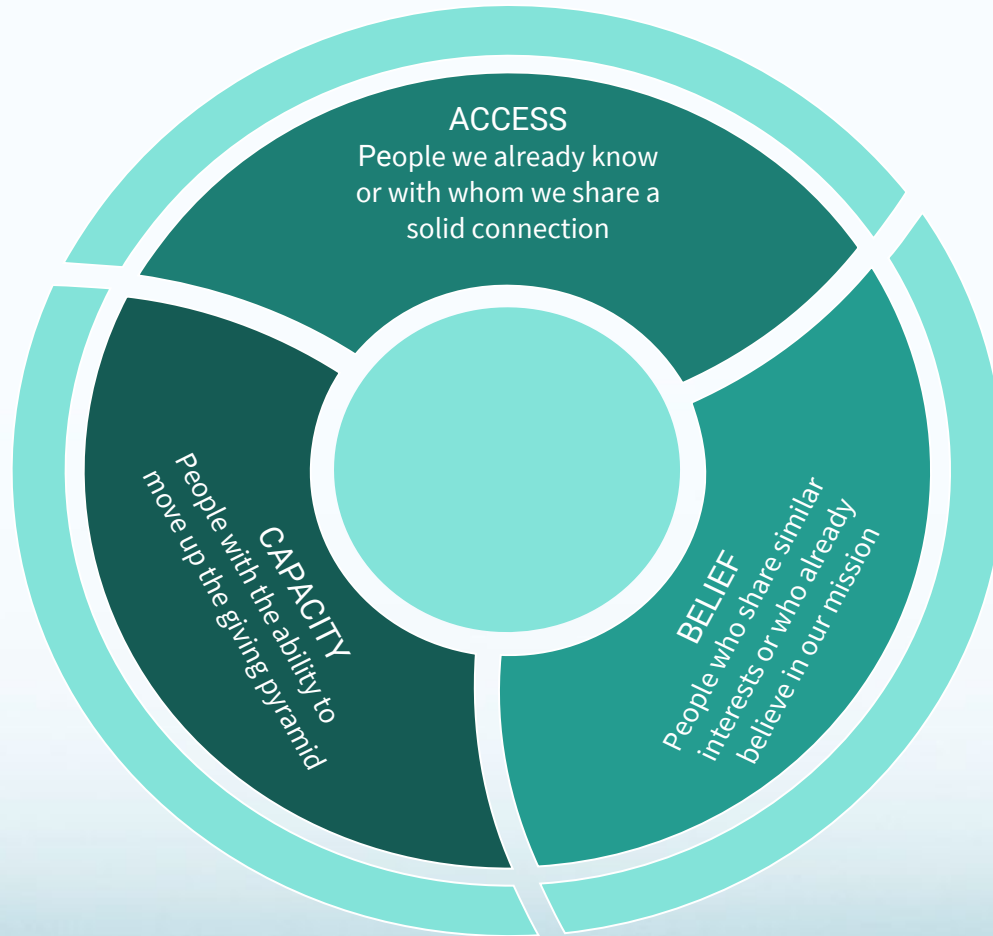 ACCESS
People we already know
or with whom we share a
solid connection
BELIEF
People who share similar
interests or who already
believe in our mission
CAPACITY
People with the ability to
move up the giving pyramid